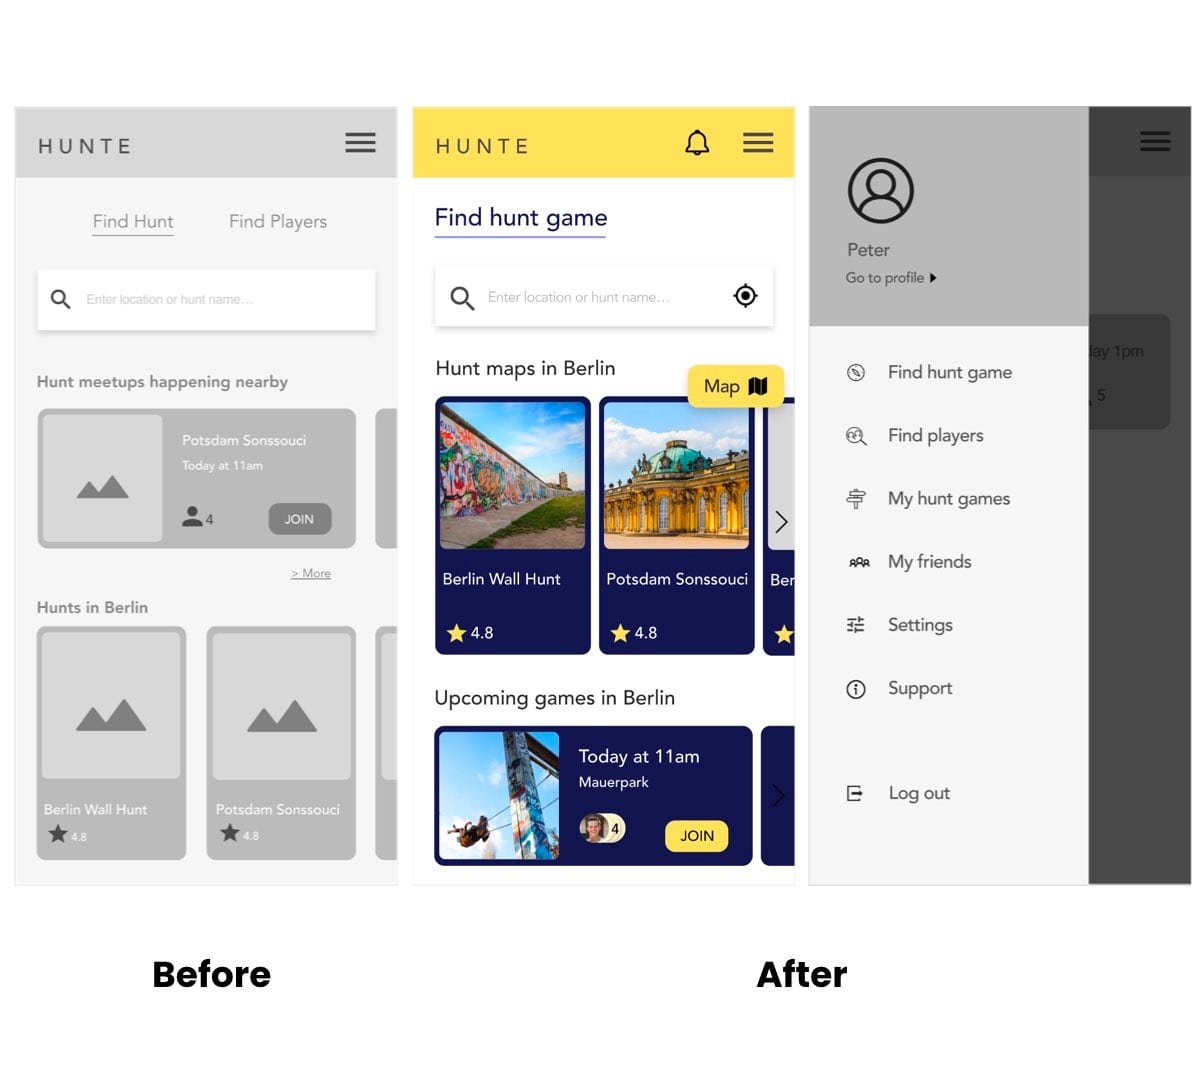 HUNTE
Find Hunt
Find Players
Enter location or hunt name...
Hunt meetups happening nearby
Potsdam Sonssouci
Today at 11am
4
JOIN
> More
Hunts in Berlin
Berlin Wall Hunt
4.8
Potsdam Sonssouci
4.8
HUNTE
Find hunt game
Enter location or hunt name...
Hunt maps in Berlin
Map
Berlin Wall Hunt
4.8
Potsdam Sonssouci
4.8
Ber
Upcoming games in Berlin
Today at 11am
Mauerpark
4
JOIN
Peter
Go to profile
Find hunt game
Find players
My hunt games
My friends
Settings
Support
Log out
day 1pm
5
Before
After